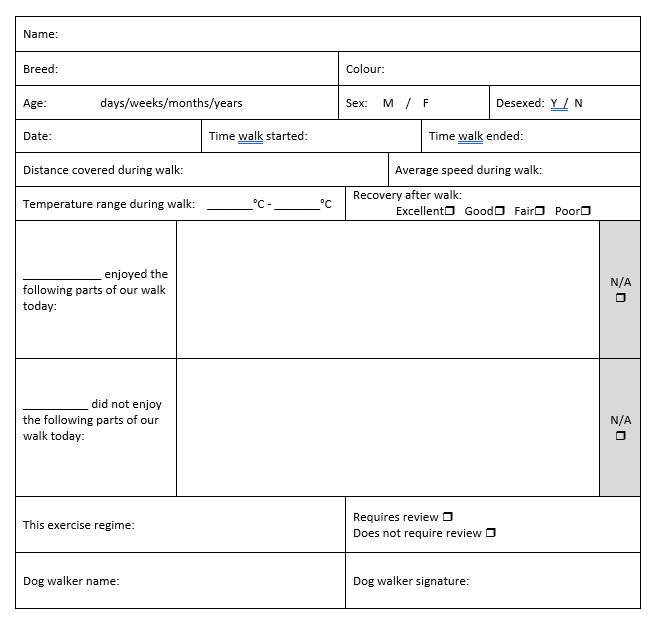 Name:
Breed:
Colour:
Age: days/weeks/months/years
Sex: M / F
Desexed: Y / N
Date:
Time walk started:
Time walk ended:
Distance covered during walk:
Average speed during walk:
Temperature range during walk: _______°C - _______°C
Recovery after walk:
Excellent☐ Good☐ Fair☐ Poor☐
____________ enjoyed the
following parts of our walk
today:
N/A
☐
__________ did not enjoy
the following parts of our
walk today:
N/A
☐
This exercise regime:
Requires review ☐
Does not require review ☐
Dog walker name:
Dog walker signature: